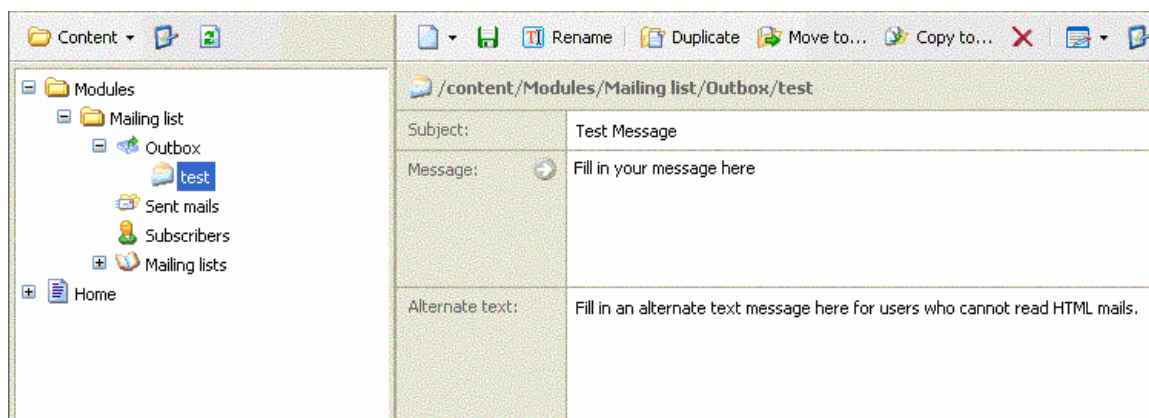 Content
Rename Duplicate Move to... Copy to...
Modules
Mailing list
Outbox
test
Sent mails
Subscribers
Mailing lists
Home
/content/Modules/Mailing list/Outbox/test
Subject: Test Message
Message: Fill in your message here
Alternate text: Fill in an alternate text message here for users who cannot read HTML mails.